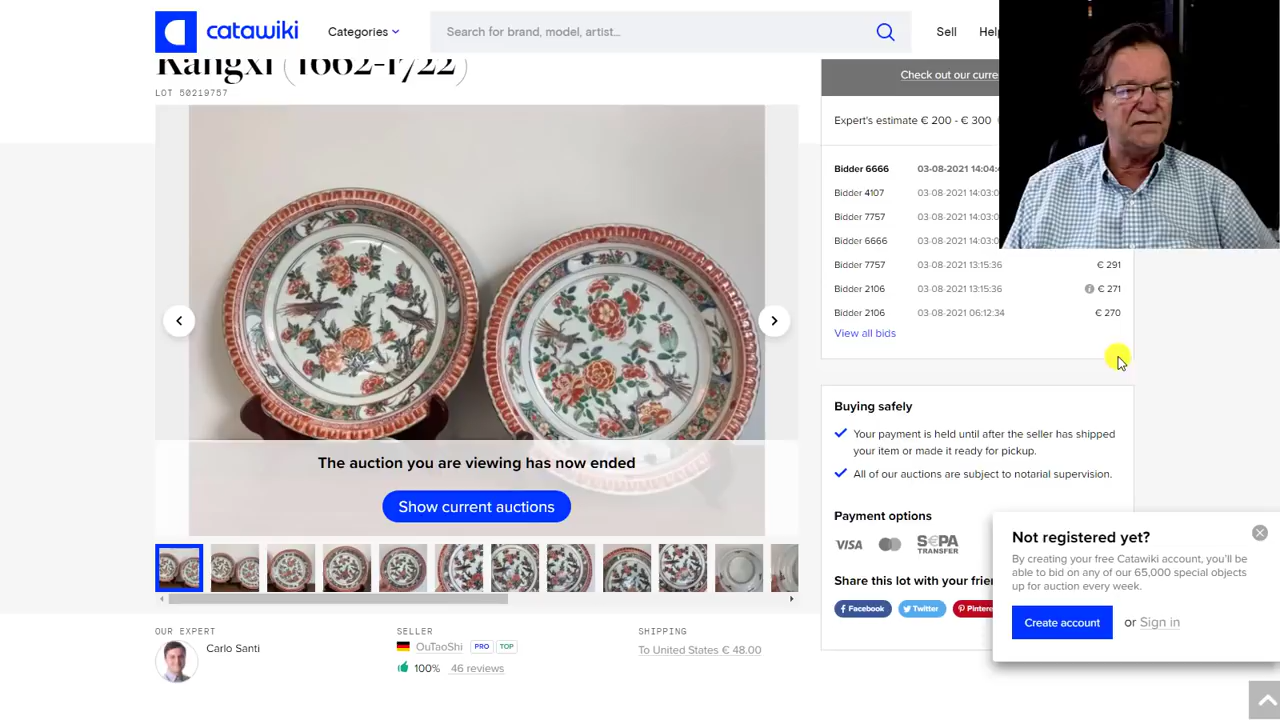 catawiki
Categories
Search for brand, model, artist...
Sell
Help
Kangxi (1662-1722)
LOT 50219757
Check out our curre
Expert's estimate € 200 - € 300
Bidder 6666 03-08-2021 14:04:
Bidder 4107 03-08-2021 14:03:0
Bidder 7757 03-08-2021 14:03:0
Bidder 6666 03-08-2021 14:03:0
Bidder 7757 03-08-2021 13:15:36 € 291
Bidder 2106 03-08-2021 13:15:36 € 271
Bidder 2106 03-08-2021 06:12:34 € 270
View all bids
The auction you are viewing has now ended
Show current auctions
Buying safely
Your payment is held until after the seller has shipped
your item or made it ready for pickup.
All of our auctions are subject to notarial supervision.
Payment options
VISA
SEPA
TRANSFER
Share this lot with your frie
Facebook
Twitter
Pintere
Not registered yet?
By creating your free Catawiki account, you'll be
able to bid on any of our 65,000 special objects
up for auction every week.
Create account
or Sign in
OUR EXPERT
Carlo Santi
SELLER
OuTaoShi PRO TOP
100% 46 reviews
SHIPPING
To United States € 48.00